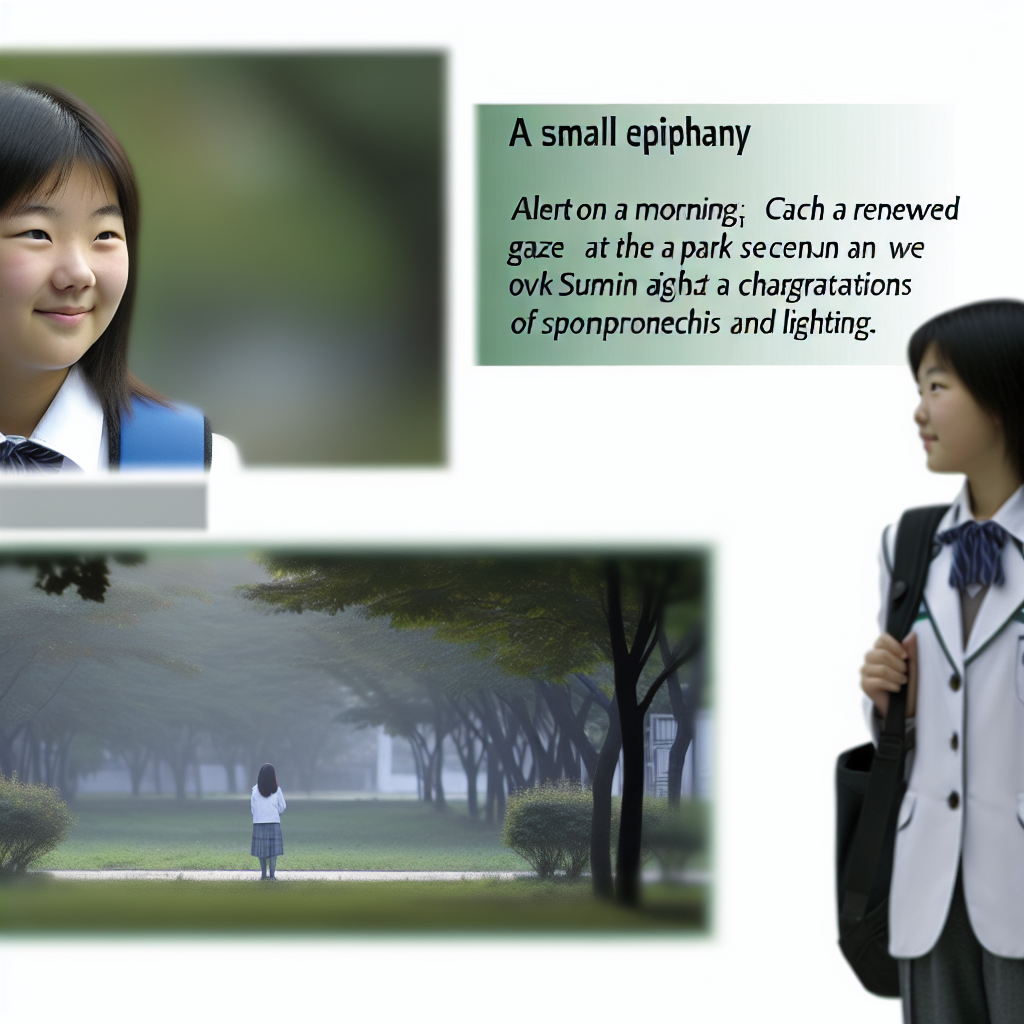 A small epiphany
Alert on a morning; Cach a renewed
gaze at the a park secenun an we
ovk Sumin a chargratations
of sponpronechis and lighting.